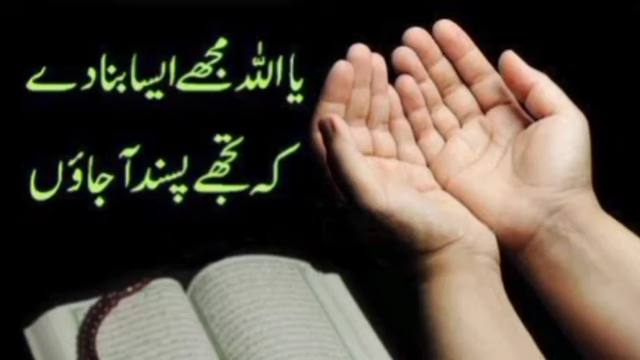 یا اللہ مجھے ایسا بنا دے
کہ تجھے پسند آ جاؤں